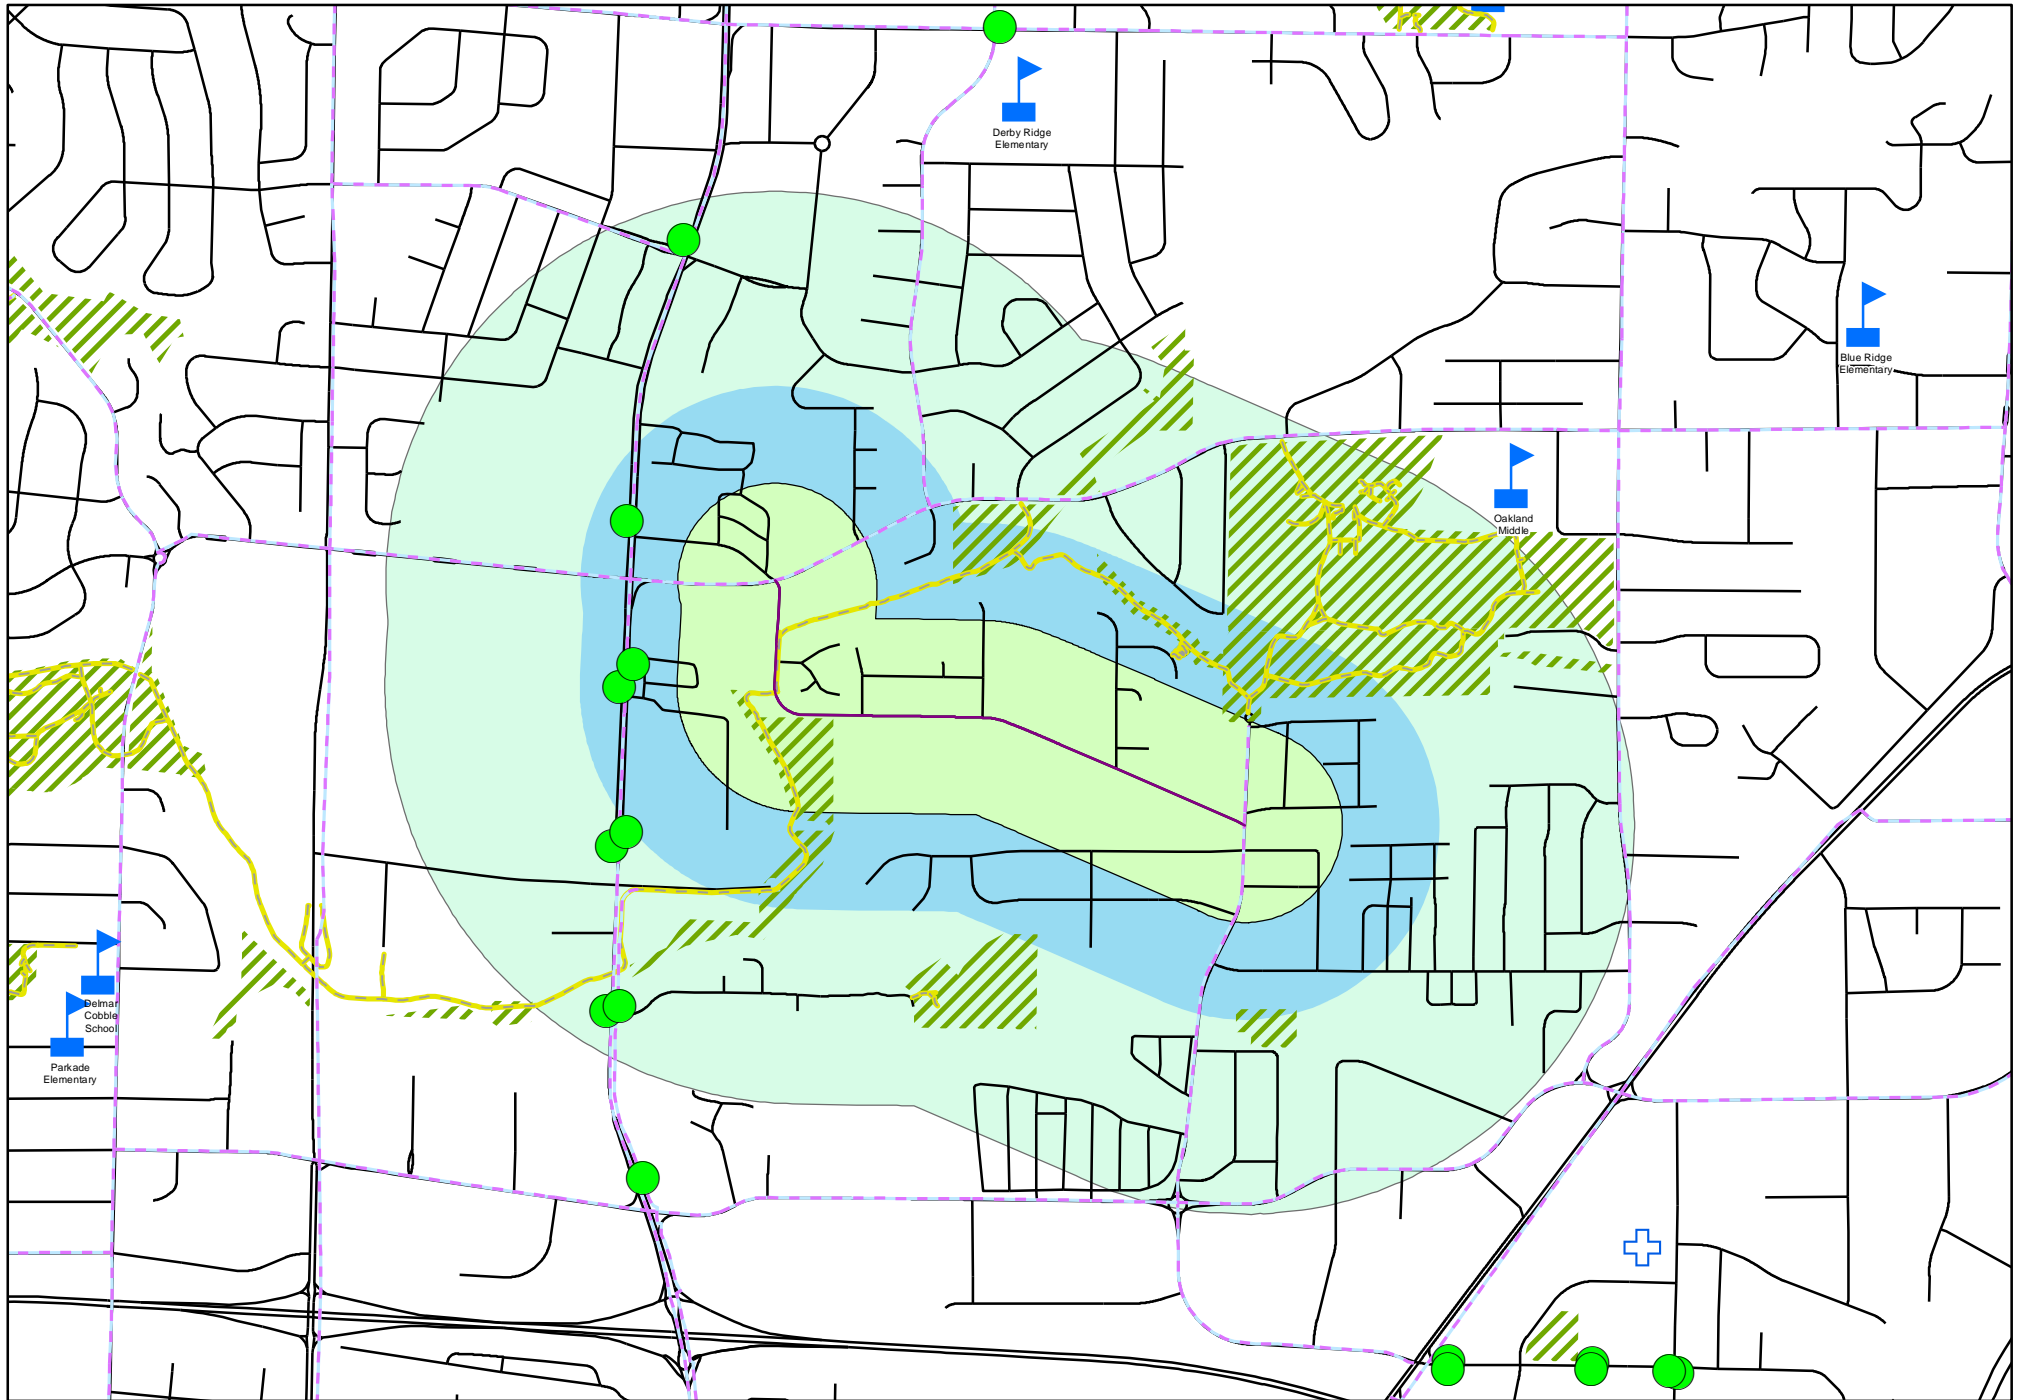 Derby Ridge
Elementary
Blue Ridge
Elementary
Oakland
Middle
Delmar
Cobble
School
Parkade
Elementary